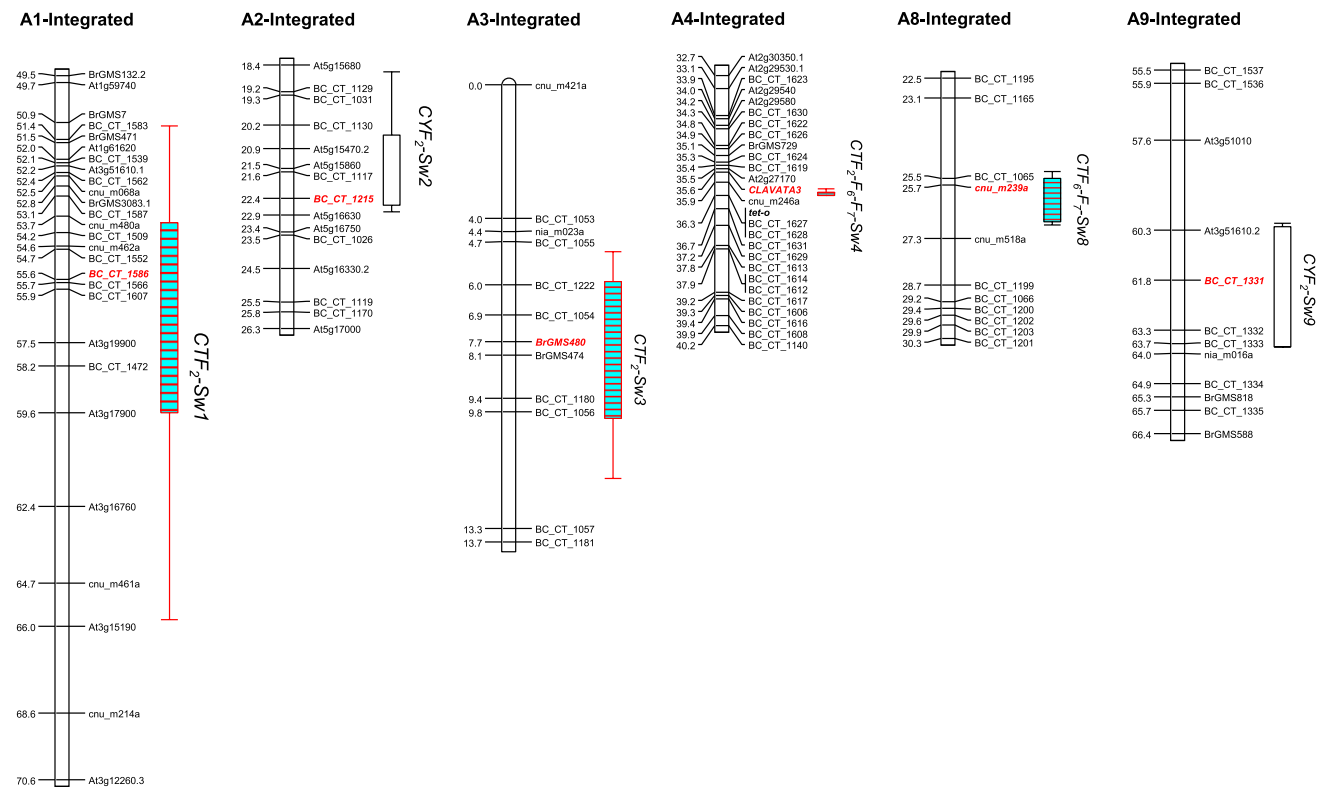 A1-Integrated
49.5 BrGMS132.2
49.7 At1g59740
50.9 BrGMS7
51.4 BC_CT_1583
51.5 BrGMS471
52.0 At1g61620
52.1 BC_CT_1539
52.2 At3g51610.1
52.4 BC_CT_1562
52.5 cnu_m068a
52.8 BrGMS3083.1
53.1 BC_CT_1587
53.7 cnu_m480a
54.2 BC_CT_1509
54.6 cnu_m462a
54.7 BC_CT_1552
55.6 BC_CT_1586
55.7 BC_CT_1566
55.9 BC_CT_1607
57.5 At3g19900
58.2 BC_CT_1472
59.6 At3g17900
62.4 At3g16760
64.7 cnu_m461a
66.0 At3g15190
68.6 cnu_m214a
70.6 At3g12260.3
CTF2-Sw1
A2-Integrated
18.4 At5g15680
19.2 BC_CT_1129
19.3 BC_CT_1031
20.2 BC_CT_1130
20.9 At5g15470.2
21.5 At5g15860
21.6 BC_CT_1117
22.4 BC_CT_1215
22.9 At5g16630
23.4 At5g16750
23.5 BC_CT_1026
24.5 At5g16330.2
25.5 BC_CT_1119
25.8 BC_CT_1170
26.3 At5g17000
CYF2-Sw2
A3-Integrated
0.0 cnu_m421a
4.0 BC_CT_1053
4.4 nia_m023a
4.7 BC_CT_1055
6.0 BC_CT_1222
6.9 BC_CT_1054
7.7 BrGMS480
8.1 BrGMS474
9.4 BC_CT_1180
9.8 BC_CT_1056
13.3 BC_CT_1057
13.7 BC_CT_1181
CTF2-Sw3
A4-Integrated
32.7 At2g30350.1
33.1 At2g29530.1
33.9 BC_CT_1623
34.0 At2g29540
34.2 At2g29580
34.3 BC_CT_1630
34.8 BC_CT_1622
34.9 BC_CT_1626
35.1 BrGMS729
35.3 BC_CT_1624
35.4 BC_CT_1619
35.5 At2g27170
35.6 CLAVATA3
35.9 cnu_m246a
tet-o
36.3 BC_CT_1627
BC_CT_1628
36.7 BC_CT_1631
37.2 BC_CT_1629
37.8 BC_CT_1613
37.9 BC_CT_1614
BC_CT_1612
39.2 BC_CT_1617
39.3 BC_CT_1606
39.4 BC_CT_1616
39.9 BC_CT_1608
40.2 BC_CT_1140
CTF2-F6-F7-Sw4
A8-Integrated
22.5 BC_CT_1195
23.1 BC_CT_1165
25.5 BC_CT_1065
25.7 cnu_m239a
27.3 cnu_m518a
28.7 BC_CT_1199
29.2 BC_CT_1066
29.4 BC_CT_1200
29.6 BC_CT_1202
29.9 BC_CT_1203
30.3 BC_CT_1201
CTF6-F7-Sw8
A9-Integrated
55.5 BC_CT_1537
55.9 BC_CT_1536
57.6 At3g51010
60.3 At3g51610.2
61.8 BC_CT_1331
63.3 BC_CT_1332
63.7 BC_CT_1333
64.0 nia_m016a
64.9 BC_CT_1334
65.3 BrGMS818
65.7 BC_CT_1335
66.4 BrGMS588
CYF2-Sw9